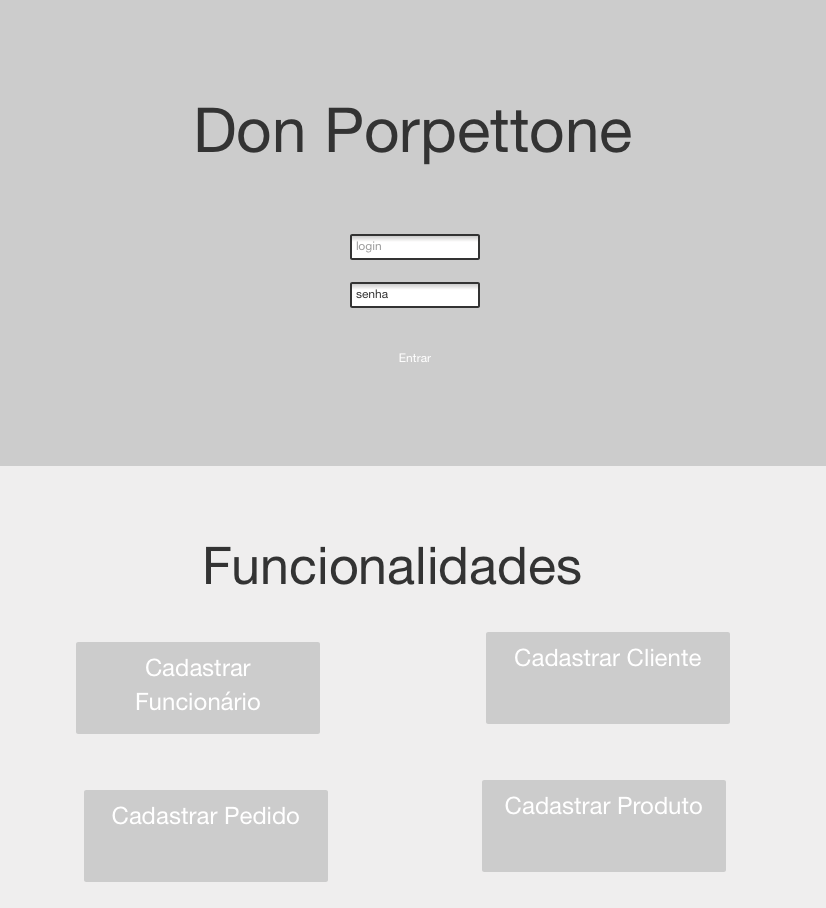 Don Porpettone
login
senha
Entrar
Funcionalidades
Cadastrar
Funcionário
Cadastrar Cliente
Cadastrar Pedido
Cadastrar Produto